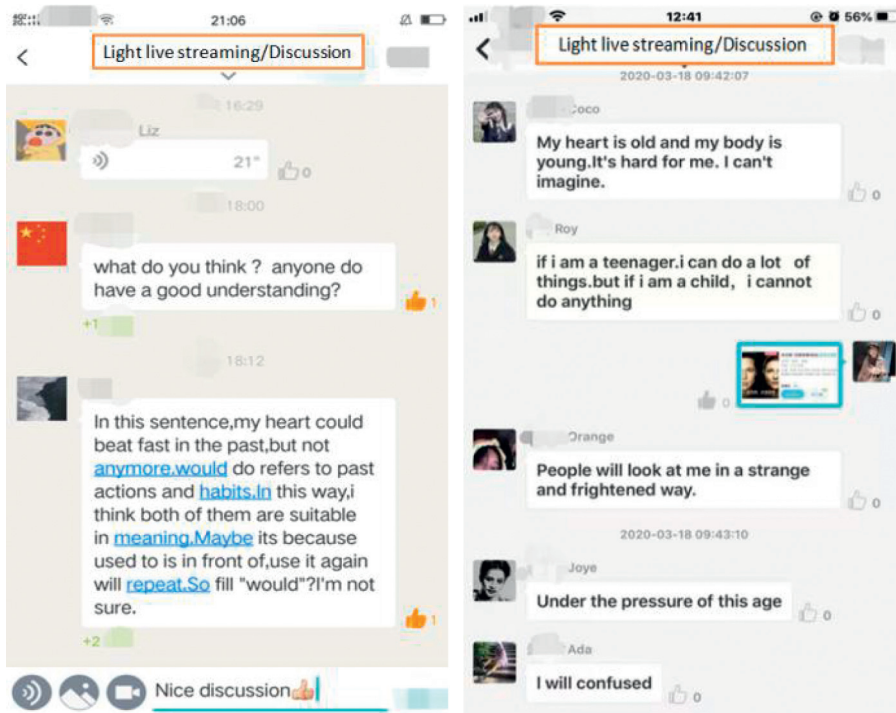 21:06
Light live streaming/Discussion
16:29
Liz
21"
0
18:00
what do you think ? anyone do
have a good understanding?
1
+1
18:12
In this sentence,my heart could
beat fast in the past,but not
anymore.would do refers to past
actions and habits.In this way,i
think both of them are suitable
in meaning.Maybe its because
used to is in front of,use it again
will repeat.So fill "would"?I'm not
sure.
1
+2
Nice discussion
12:41
56%
Light live streaming/Discussion
2020-03-18 09:42:07
Coco
My heart is old and my body is
young.It's hard for me. I can't
imagine.
0
Roy
if i am a teenager.i can do a lot of
things.but if i am a child, i cannot
do anything
0
0
Orange
People will look at me in a strange
and frightened way.
0
2020-03-18 09:43:10
Joye
Under the pressure of this age
0
Ada
I will confused
0